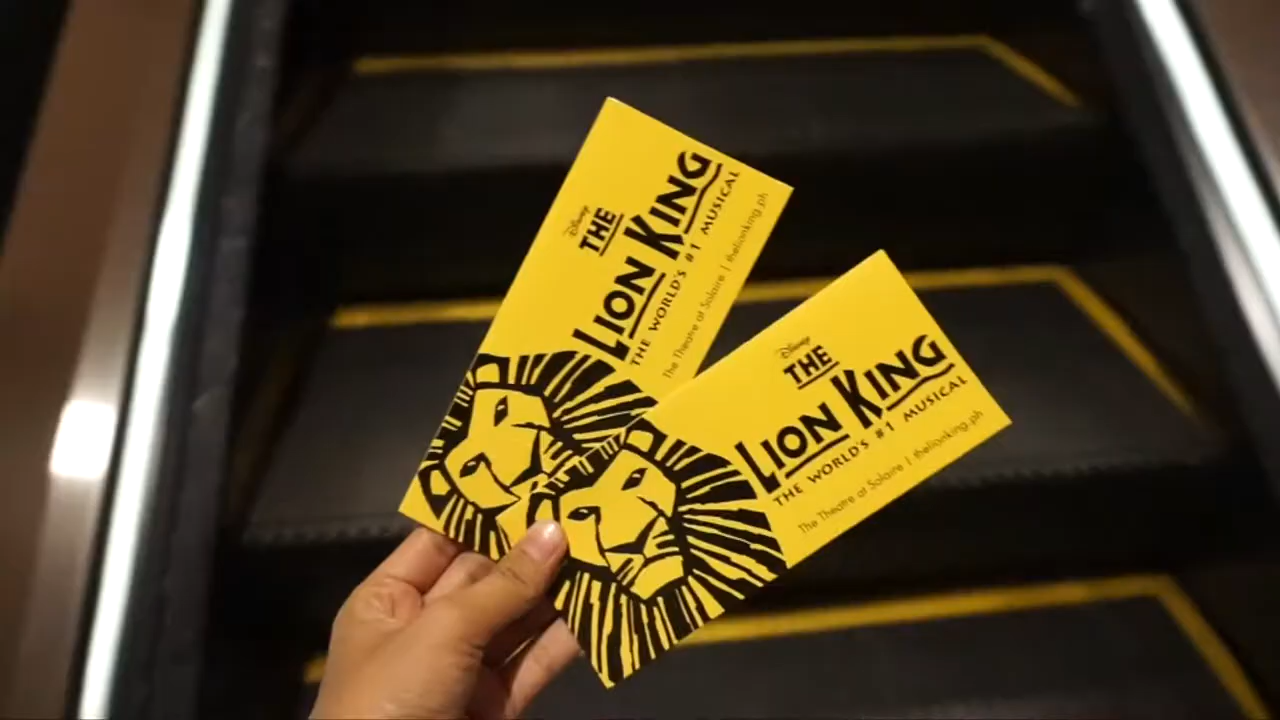 Disney
THE
LION KING
THE WORLD'S #1 MUSICAL
The Theatre at Solaire | thelionking.ph
Disney
THE
LION KING
THE WORLD'S #1 MUSICAL
The Theatre at Solaire | thelionking.ph